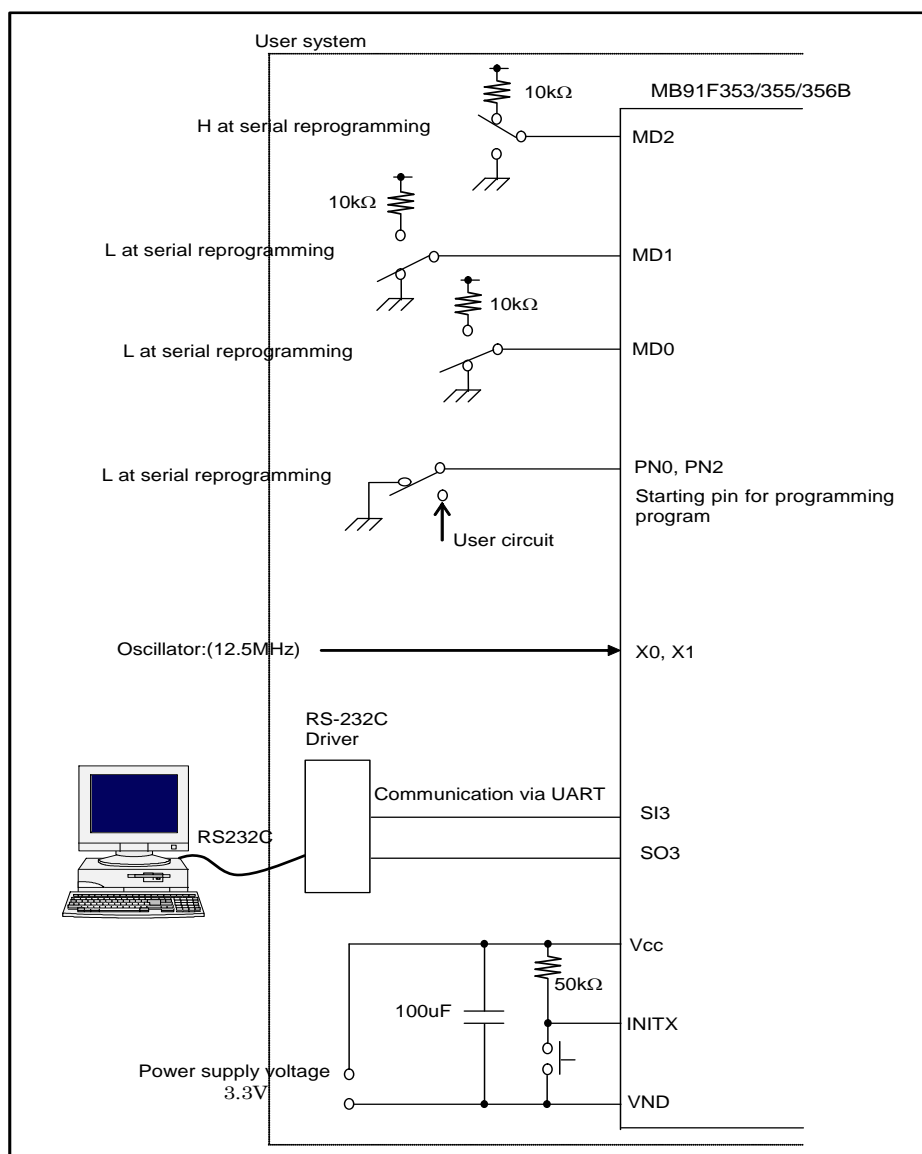 User system
10kΩ
MB91F353/355/356B
H at serial reprogramming
MD2
10kΩ
L at serial reprogramming
MD1
10kΩ
L at serial reprogramming
MD0
L at serial reprogramming
PN0, PN2
Starting pin for programming
program
User circuit
Oscillator:(12.5MHz)
X0, X1
RS-232C
Driver
Communication via UART
SI3
RS232C
SO3
Vcc
50kΩ
100uF
INITX
Power supply voltage
3.3V
VND